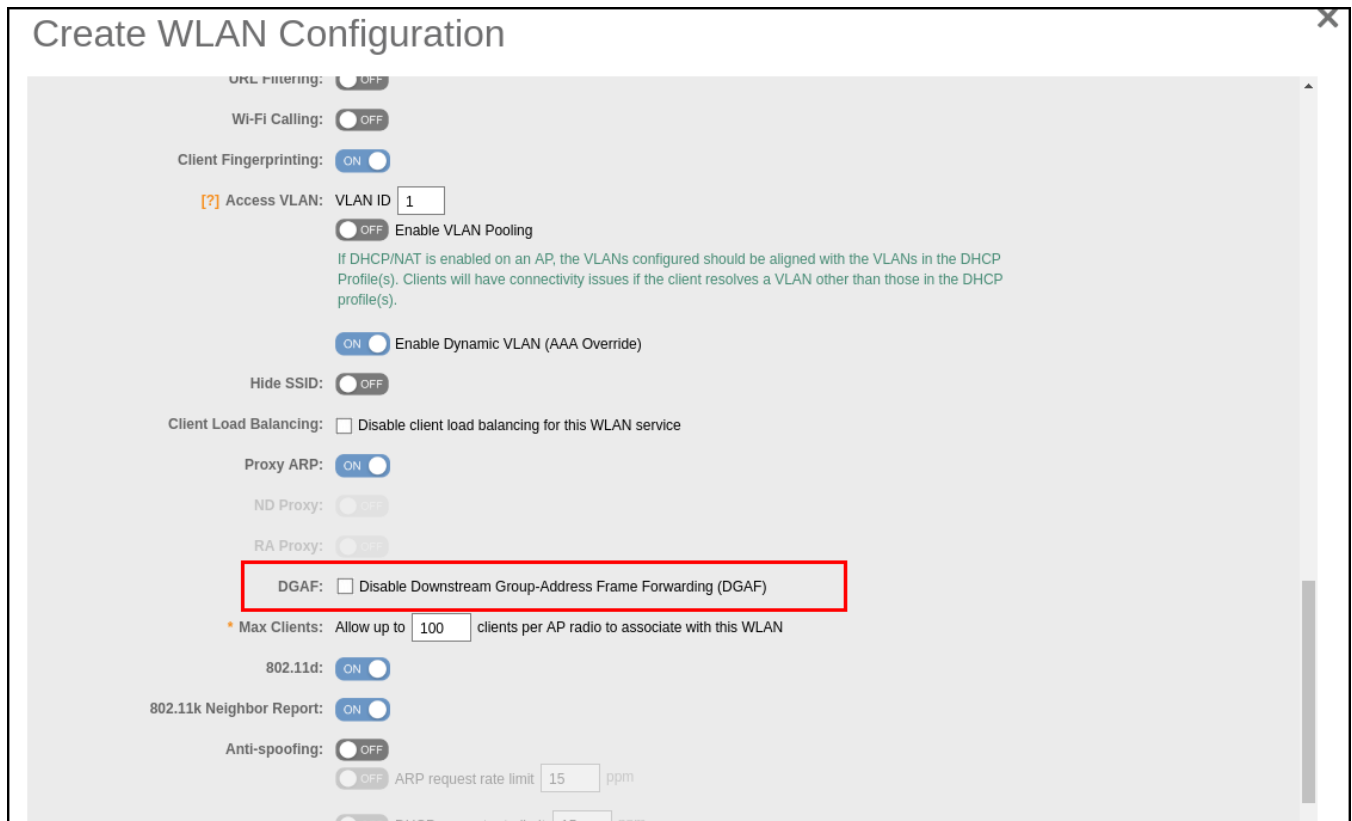 Create WLAN Configuration
URL Filtering: OFF
Wi-Fi Calling: OFF
Client Fingerprinting: ON
[?] Access VLAN: VLAN ID 1
OFF Enable VLAN Pooling
If DHCP/NAT is enabled on an AP, the VLANs configured should be aligned with the VLANs in the DHCP
Profile(s). Clients will have connectivity issues if the client resolves a VLAN other than those in the DHCP
profile(s).
ON Enable Dynamic VLAN (AAA Override)
Hide SSID: OFF
Client Load Balancing: Disable client load balancing for this WLAN service
Proxy ARP: ON
ND Proxy: OFF
RA Proxy: OFF
DGAF: Disable Downstream Group-Address Frame Forwarding (DGAF)
* Max Clients: Allow up to 100 clients per AP radio to associate with this WLAN
802.11d: ON
802.11k Neighbor Report: ON
Anti-spoofing: OFF
OFF ARP request rate limit 15 ppm